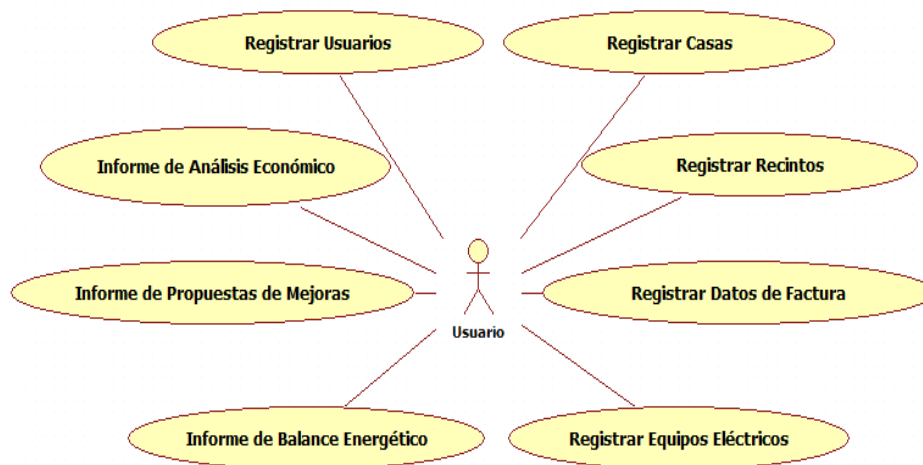 Registrar Usuarios
Registrar Casas
Informe de Análisis Económico
Registrar Recintos
Informe de Propuestas de Mejoras
Registrar Datos de Factura
Usuario
Informe de Balance Energético
Registrar Equipos Eléctricos